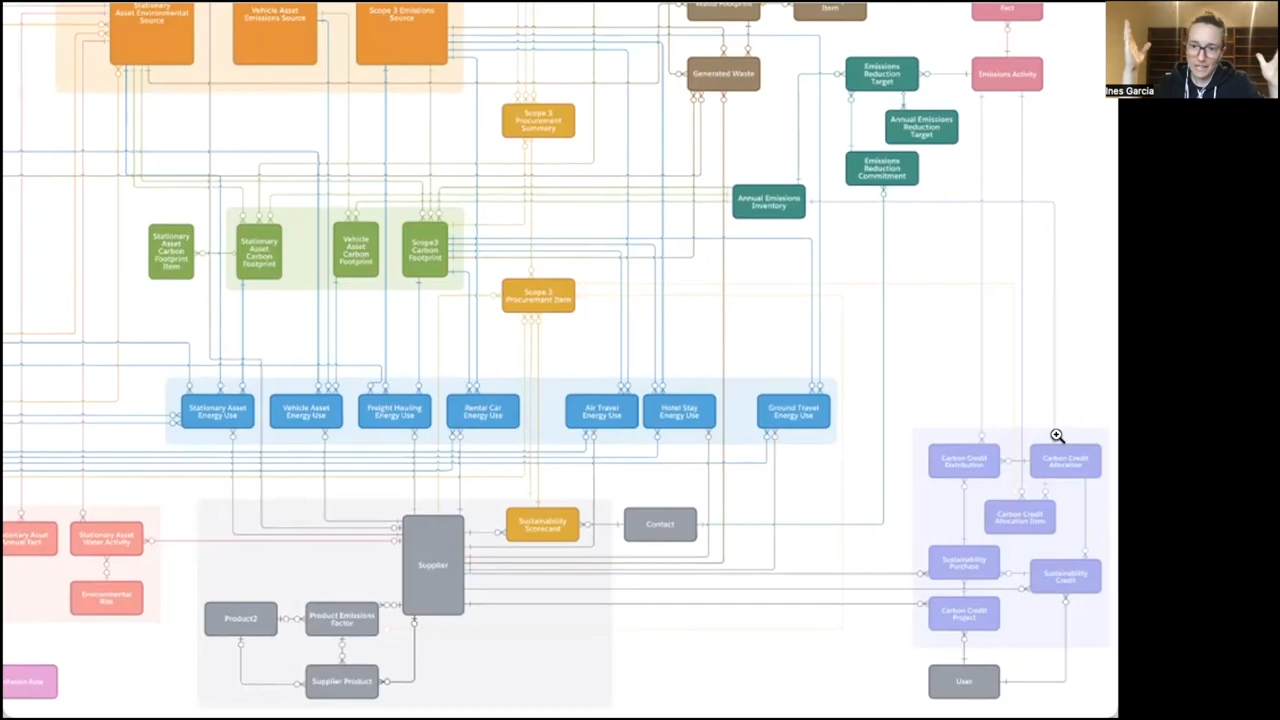 Stationary
Asset Environmental
Source
Vehicle Asset
Emissions Source
Scope 3 Emissions
Source
Waste Footprint
Item
Fact
Ines Garcia
Generated Waste
Emissions
Reduction
Target
Emissions Activity
Scope 3
Procurement
Summary
Annual Emissions
Reduction
Target
Emissions
Reduction
Commitment
Annual Emissions
Inventory
Stationary
Asset
Carbon
Footprint
Item
Stationary
Asset
Carbon
Footprint
Vehicle
Asset
Carbon
Footprint
Scope3
Carbon
Footprint
Scope 3
Procurement Item
Stationary Asset
Energy Use
Vehicle Asset
Energy Use
Freight Hauling
Energy Use
Rental Car
Energy Use
Air Travel
Energy Use
Hotel Stay
Energy Use
Ground Travel
Energy Use
Carbon Credit
Distribution
Carbon Credit
Allocation
Carbon Credit
Allocation Item
Stationary Asset
Water Activity
Supplier
Sustainability
Scorecard
Contact
Sustainability
Purchase
Sustainability
Credit
Environmental
Risk
Product2
Product Emissions
Factor
Carbon Credit
Project
Supplier Product
User